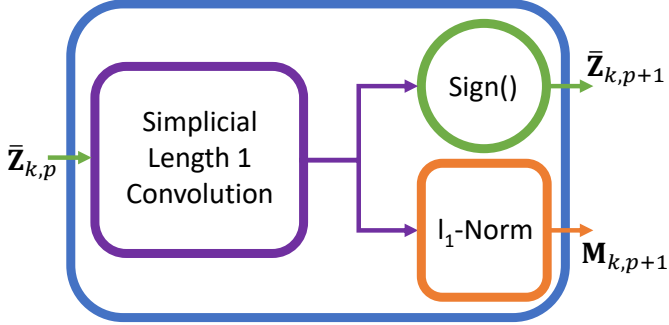 Z̄ₖ,ₚ
Simplicial
Length 1
Convolution
Sign()
l₁-Norm
Z̄ₖ,ₚ₊₁
Mₖ,ₚ₊₁